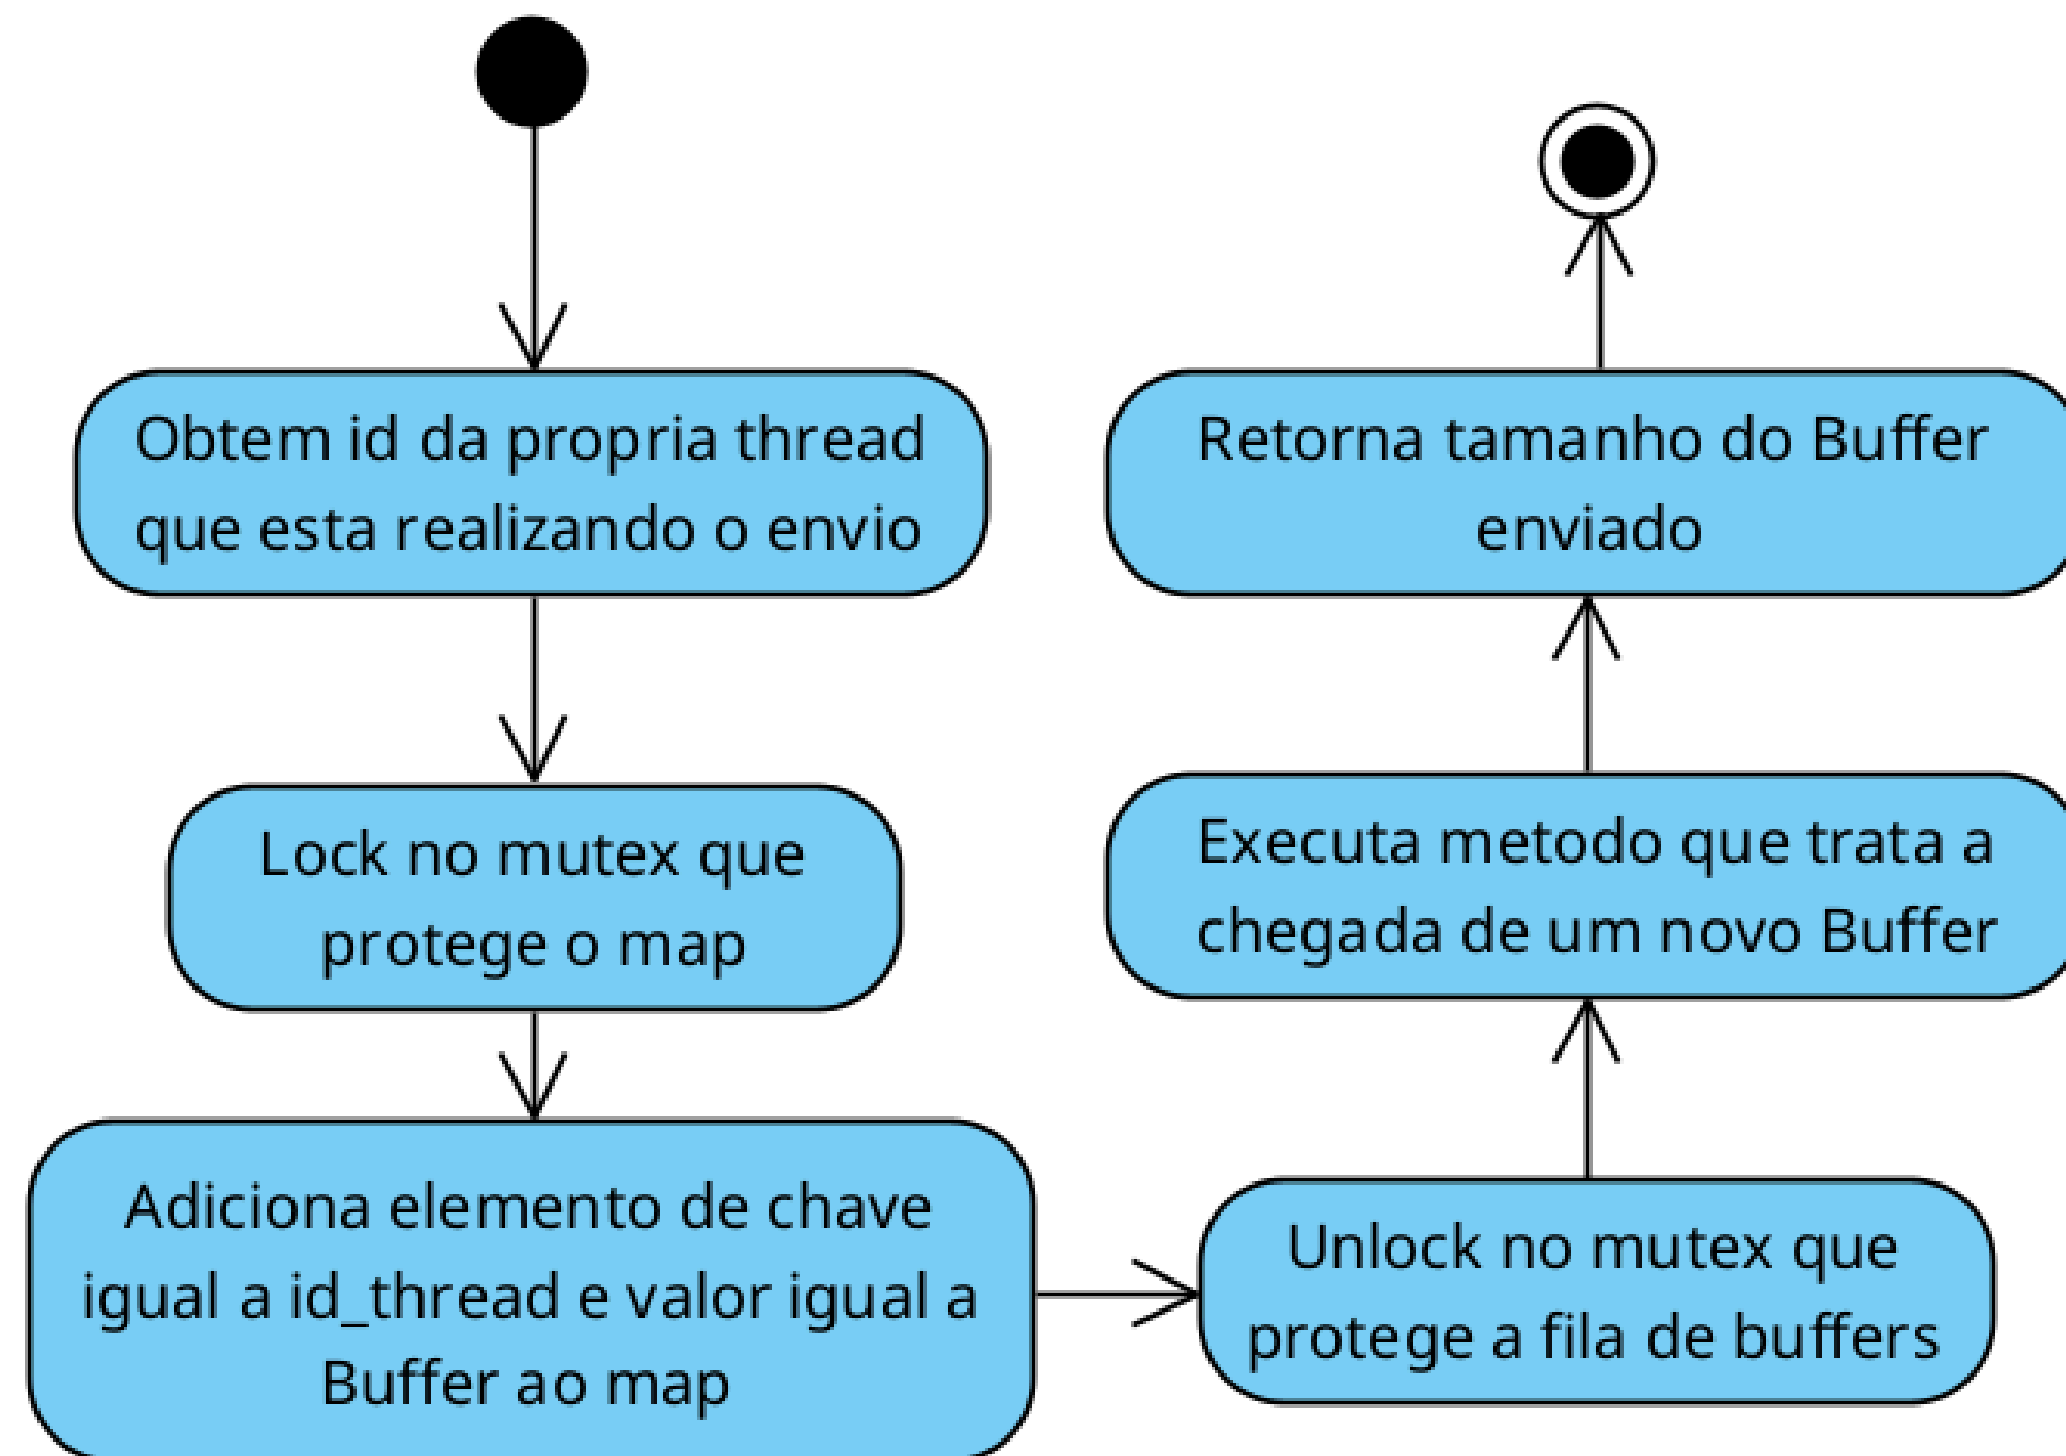 Obtem id da propria thread
que esta realizando o envio
Lock no mutex que
protege o map
Adiciona elemento de chave
igual a id_thread e valor igual a
Buffer ao map
Unlock no mutex que
protege a fila de buffers
Executa metodo que trata a
chegada de um novo Buffer
Retorna tamanho do Buffer
enviado